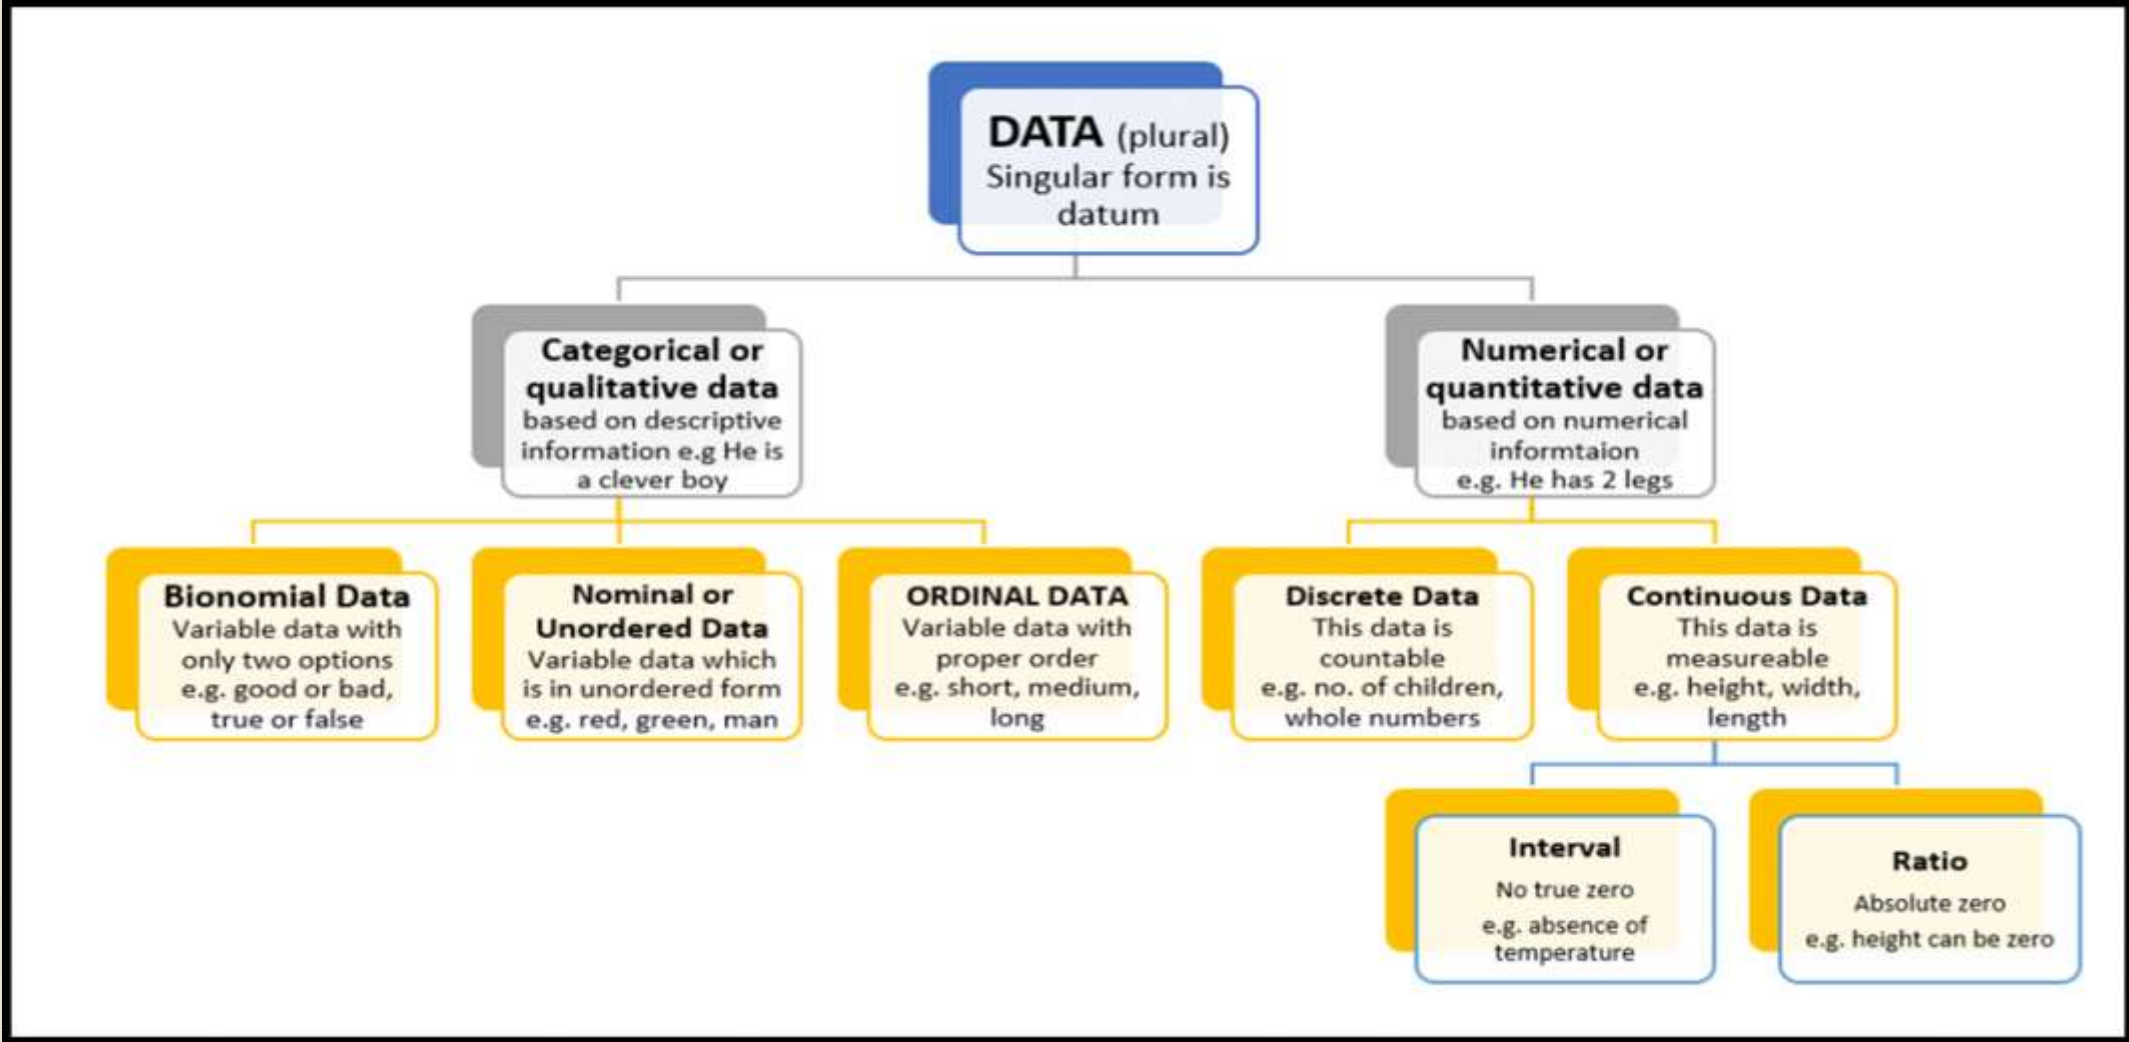 DATA (plural)
Singular form is
datum
Categorical or
qualitative data
based on descriptive
information e.g He is
a clever boy
Numerical or
quantitative data
based on numerical
informtaion
e.g. He has 2 legs
Bionomial Data
Variable data with
only two options
e.g. good or bad,
true or false
Nominal or
Unordered Data
Variable data which
is in unordered form
e.g. red, green, man
ORDINAL DATA
Variable data with
proper order
e.g. short, medium,
long
Discrete Data
This data is
countable
e.g. no. of children,
whole numbers
Continuous Data
This data is
measureable
e.g. height, width,
length
Interval
No true zero
e.g. absence of
temperature
Ratio
Absolute zero
e.g. height can be zero